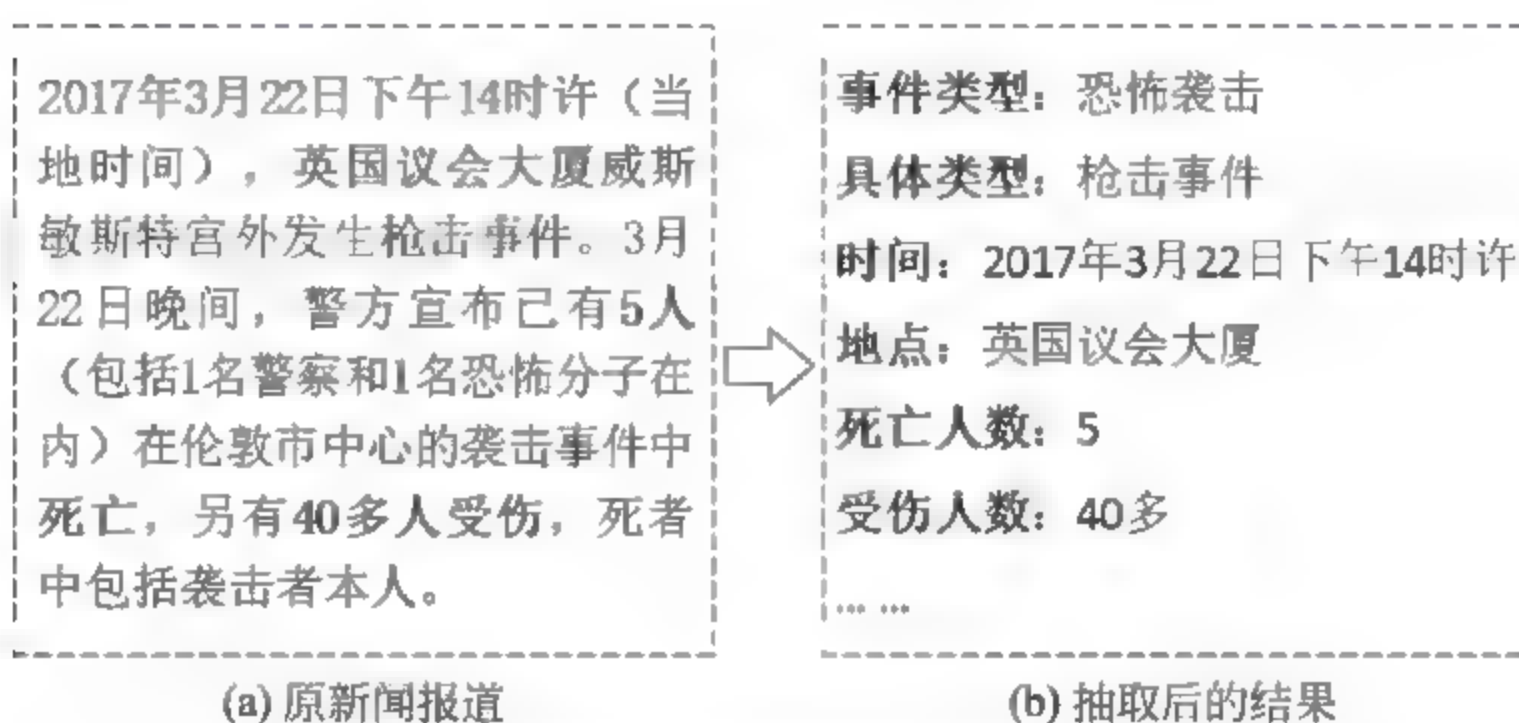 2017年3月22日下午14时许（当
地时间），英国议会大厦威斯
敏斯特宫外发生枪击事件。3月
22日晚间，警方宣布已有5人
（包括1名警察和1名恐怖分子在
内）在伦敦市中心的袭击事件中
死亡，另有40多人受伤，死者
中包括袭击者本人。
(a) 原新闻报道
事件类型：恐怖袭击
具体类型：枪击事件
时间：2017年3月22日下午14时许
地点：英国议会大厦
死亡人数：5
受伤人数：40多
... ...
(b) 抽取后的结果